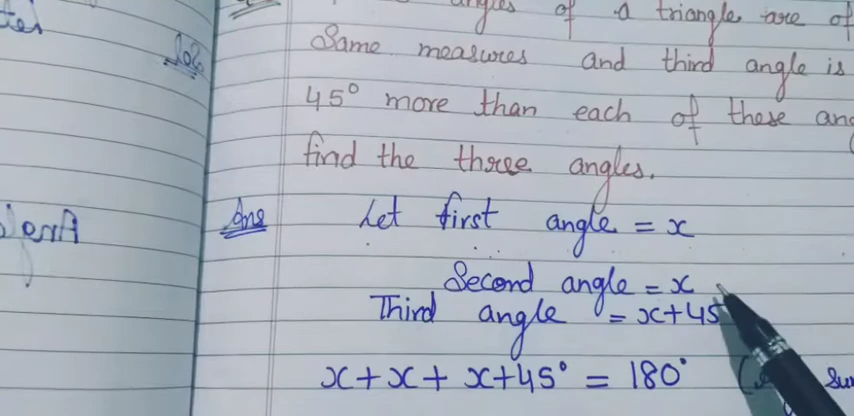 angles of a triangle are of
Same measures and third angle is
45° more than each of these
find the three angles.
Ans Let first angle = x
Second angle = x
Third angle = x+45
x+x+ x+45° = 180°